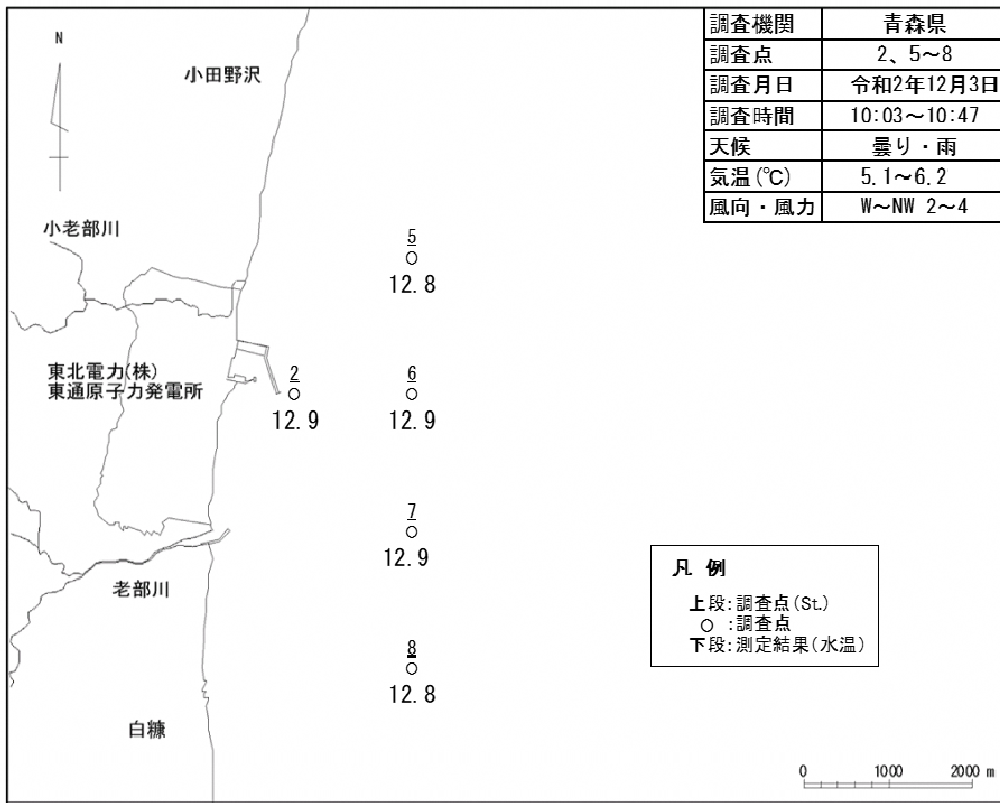 調査機関 青森県
調査点 2、5～8
調査月日 令和2年12月3日
調査時間 10:03～10:47
天候 曇り・雨
気温(℃) 5.1～6.2
風向・風力 W～NW 2～4
N
小田野沢
小老部川
5
12.8
東北電力(株)
東通原子力発電所
2
12.9
6
12.9
7
12.9
老部川
8
12.8
白糠
凡 例
上段:調査点(St.)
○ :調査点
下段:測定結果(水温)
0 1000 2000 m